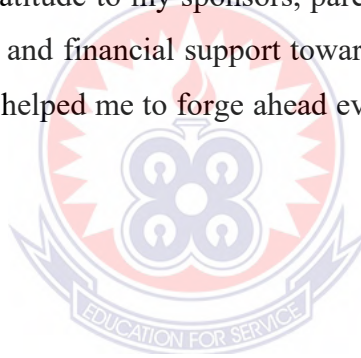 atitude to my sponsors, pare
and financial support towar
helped me to forge ahead ev
EDUCATION FOR SERVICE